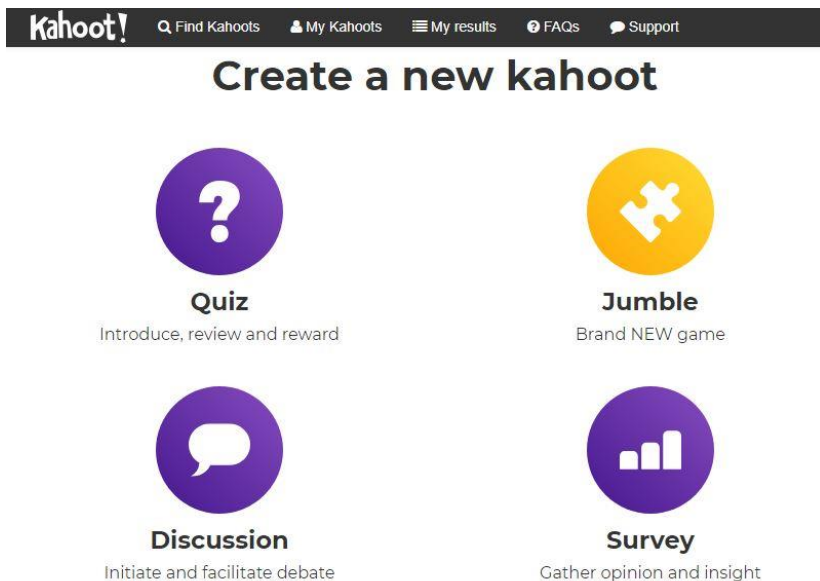 Kahoot! Find Kahoots My Kahoots My results FAQs Support
Create a new kahoot
Quiz
Introduce, review and reward
Jumble
Brand NEW game
Discussion
Initiate and facilitate debate
Survey
Gather opinion and insight